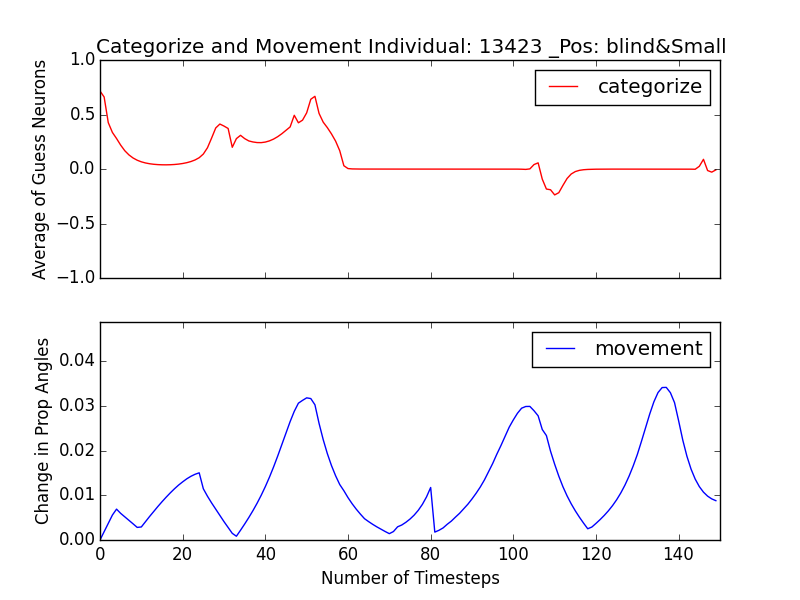 Categorize and Movement Individual: 13423 _Pos: blind&Small
1.0
0.5
0.0
−0.5
−1.0
Average of Guess Neurons
categorize
0.04
0.03
0.02
0.01
0.00
Change in Prop Angles
movement
0 20 40 60 80 100 120 140
Number of Timesteps